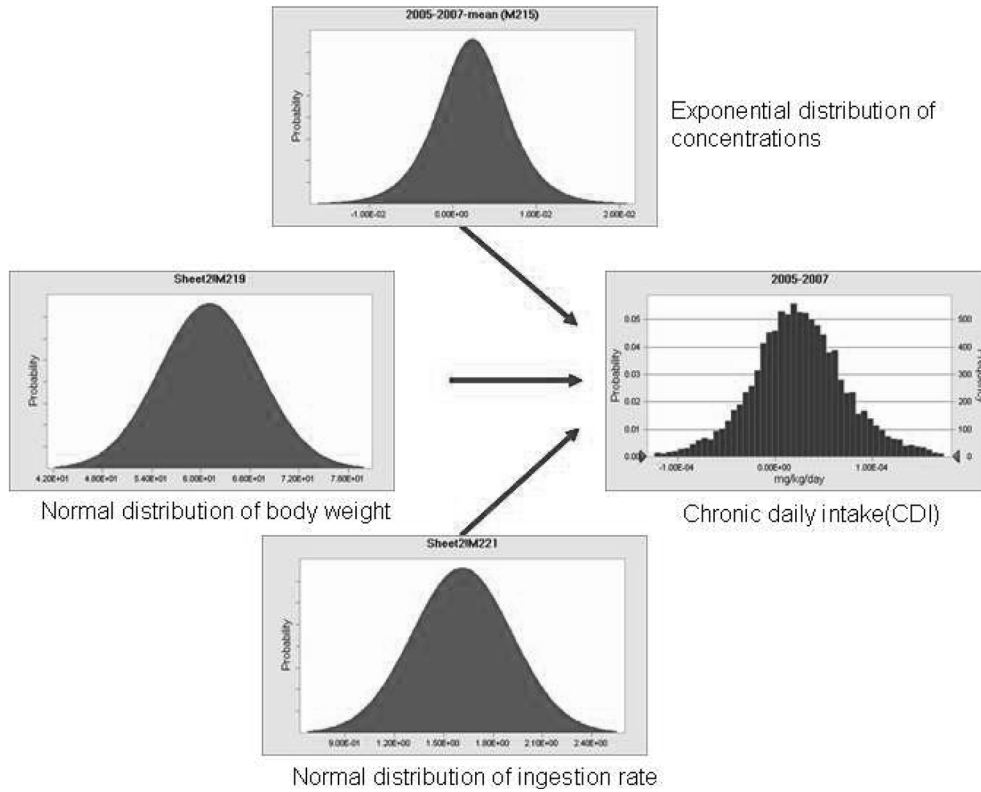 2005-2007-mean (M215)
Probability
-1.00E-02 0.00E+00 1.00E-02 2.00E-02
Exponential distribution of
concentrations
Sheet2!M219
Probability
4.20E+01 4.80E+01 5.40E+01 6.00E+01 6.60E+01 7.20E+01 7.80E+01
Normal distribution of body weight
2005-2007
Probability
0.05
0.04
0.03
0.02
0.01
0.00
500
400
300
200
100
0
-1.00E-04 0.00E+00 1.00E-04
mg/kg/day
Chronic daily intake(CDI)
Sheet2!M221
Probability
9.00E-01 1.20E+00 1.50E+00 1.80E+00 2.10E+00 2.40E+00
Normal distribution of ingestion rate